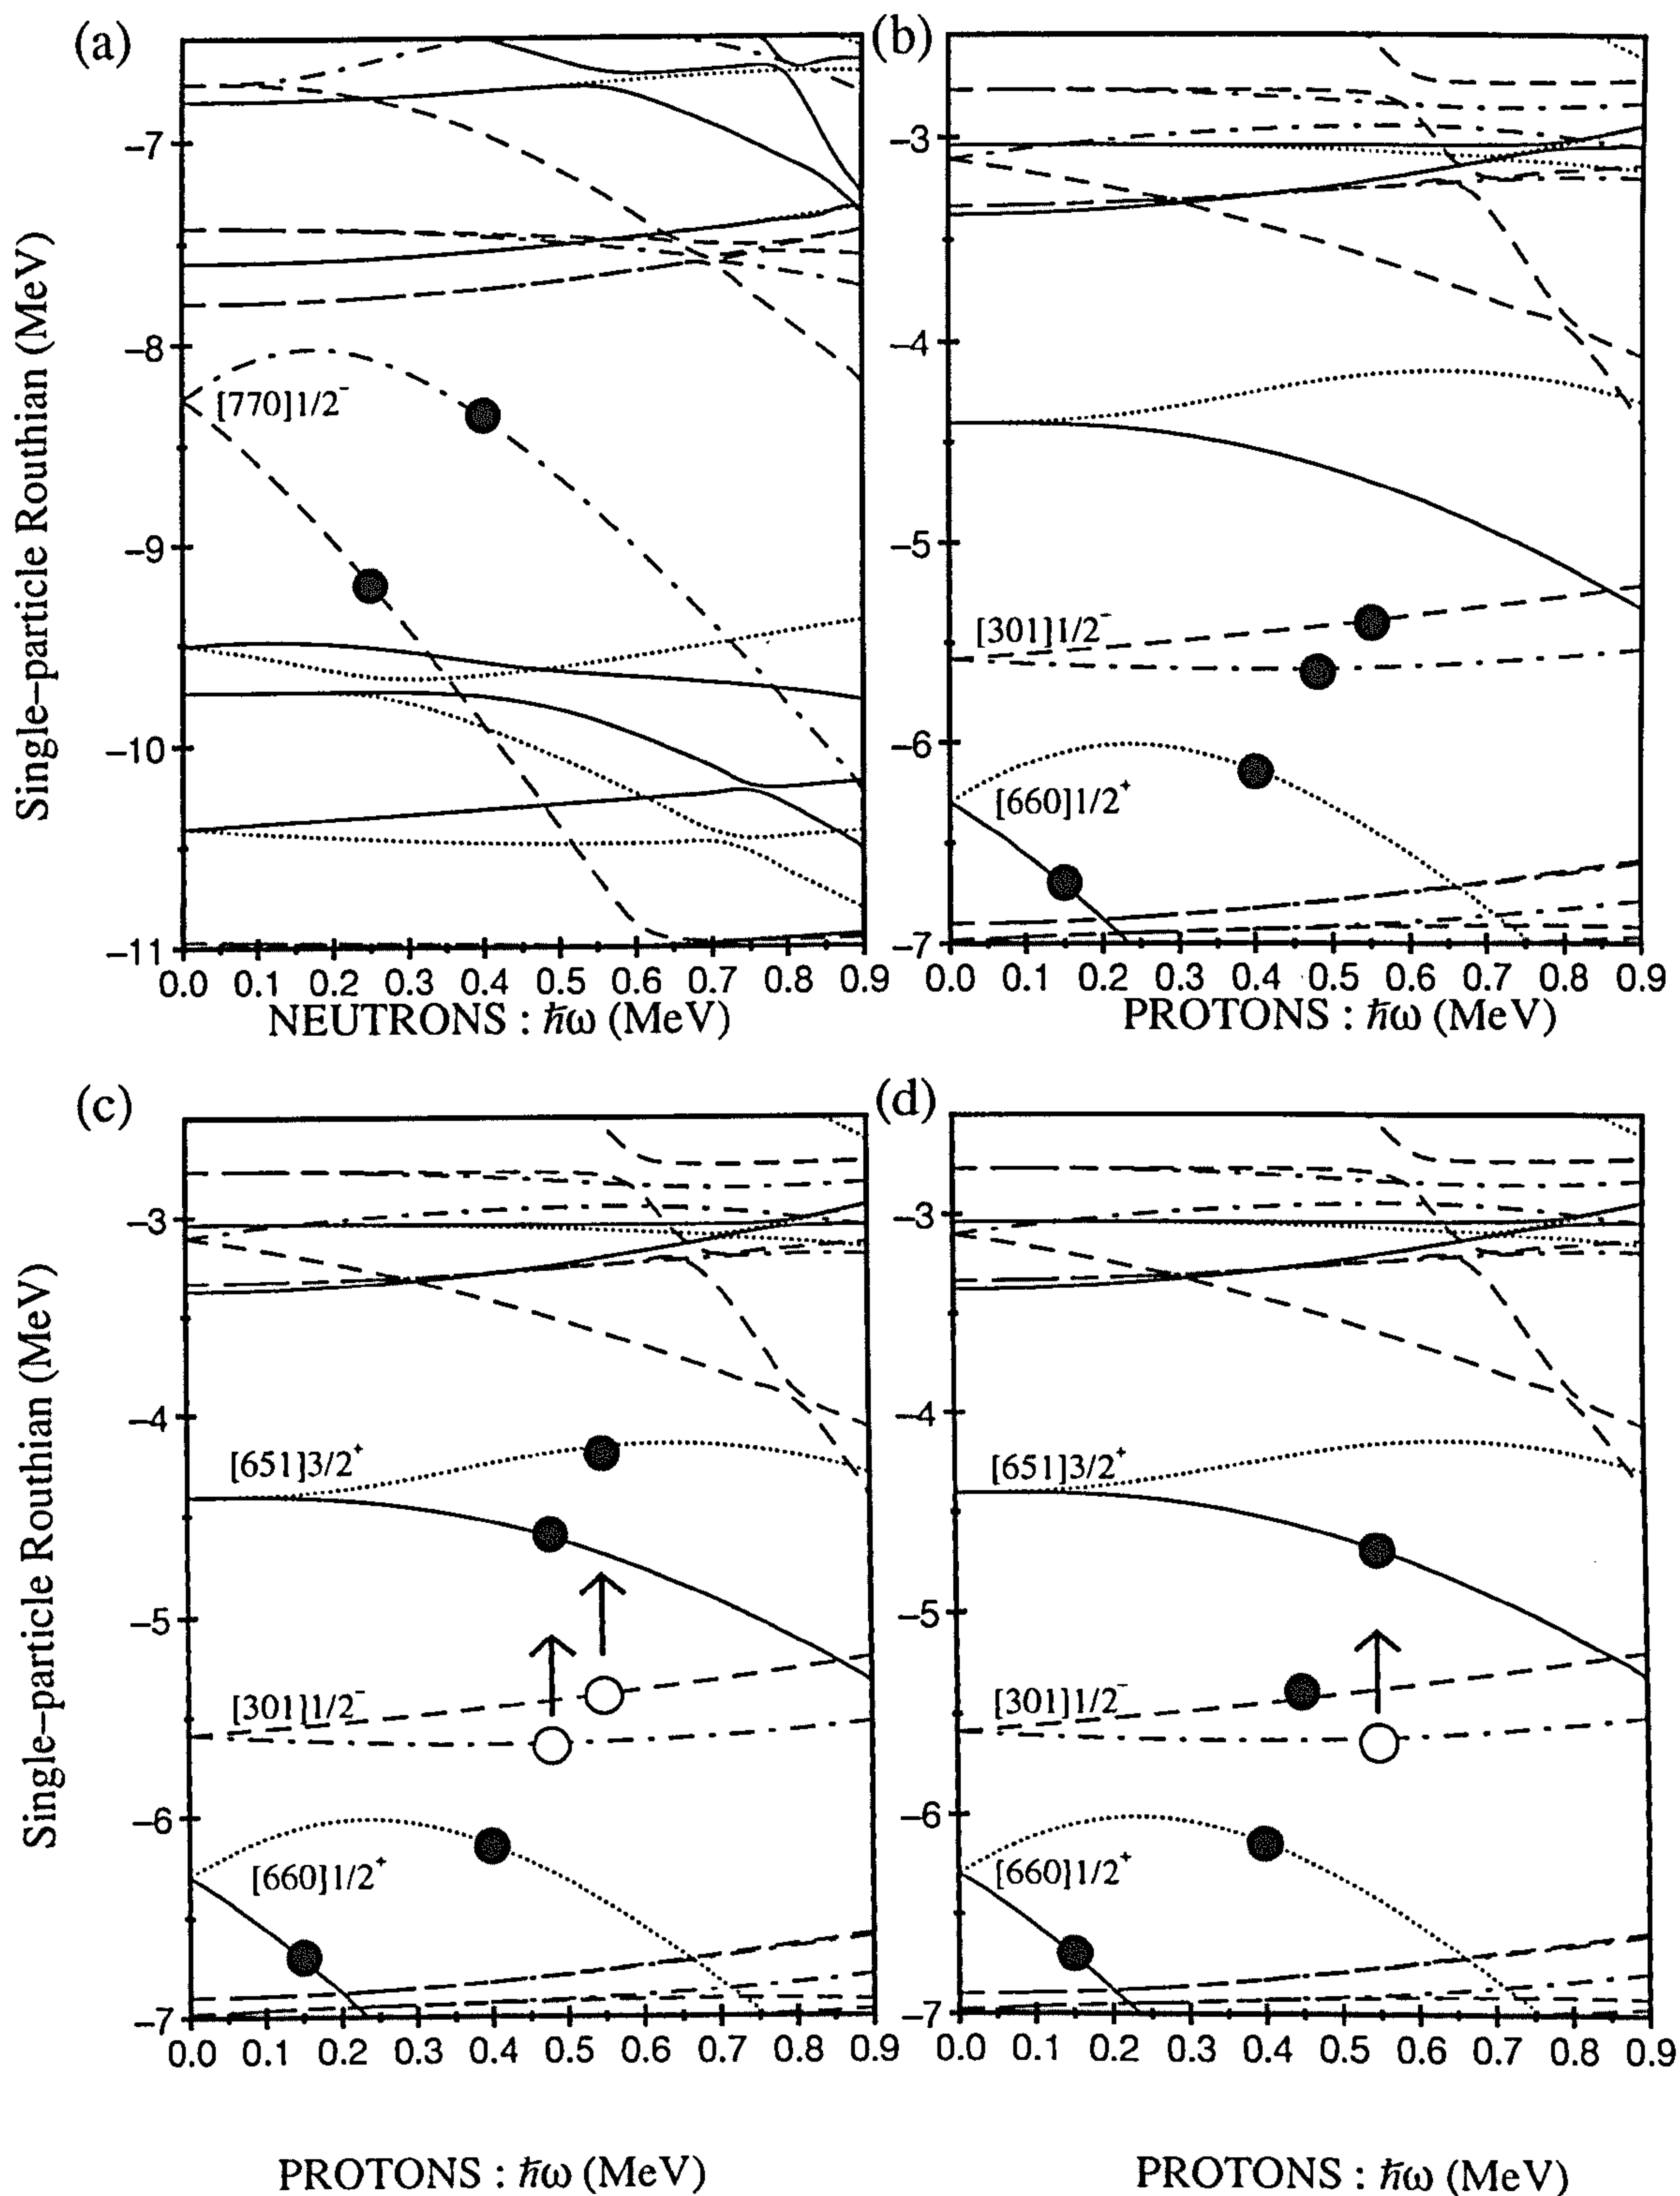 (a)
Single–particle Routhian (MeV)
–7
–8
–9
–10
–11
[770]1/2⁻
0.0 0.1 0.2 0.3 0.4 0.5 0.6 0.7 0.8 0.9
NEUTRONS : ℏω (MeV)
(b)
–3
–4
–5
–6
–7
[301]1/2⁻
[660]1/2⁺
0.0 0.1 0.2 0.3 0.4 0.5 0.6 0.7 0.8 0.9
PROTONS : ℏω (MeV)
(c)
Single–particle Routhian (MeV)
–3
–4
–5
–6
–7
[651]3/2⁺
[301]1/2⁻
[660]1/2⁺
0.0 0.1 0.2 0.3 0.4 0.5 0.6 0.7 0.8 0.9
PROTONS : ℏω (MeV)
(d)
–3
–4
–5
–6
–7
[651]3/2⁺
[301]1/2⁻
[660]1/2⁺
0.0 0.1 0.2 0.3 0.4 0.5 0.6 0.7 0.8 0.9
PROTONS : ℏω (MeV)